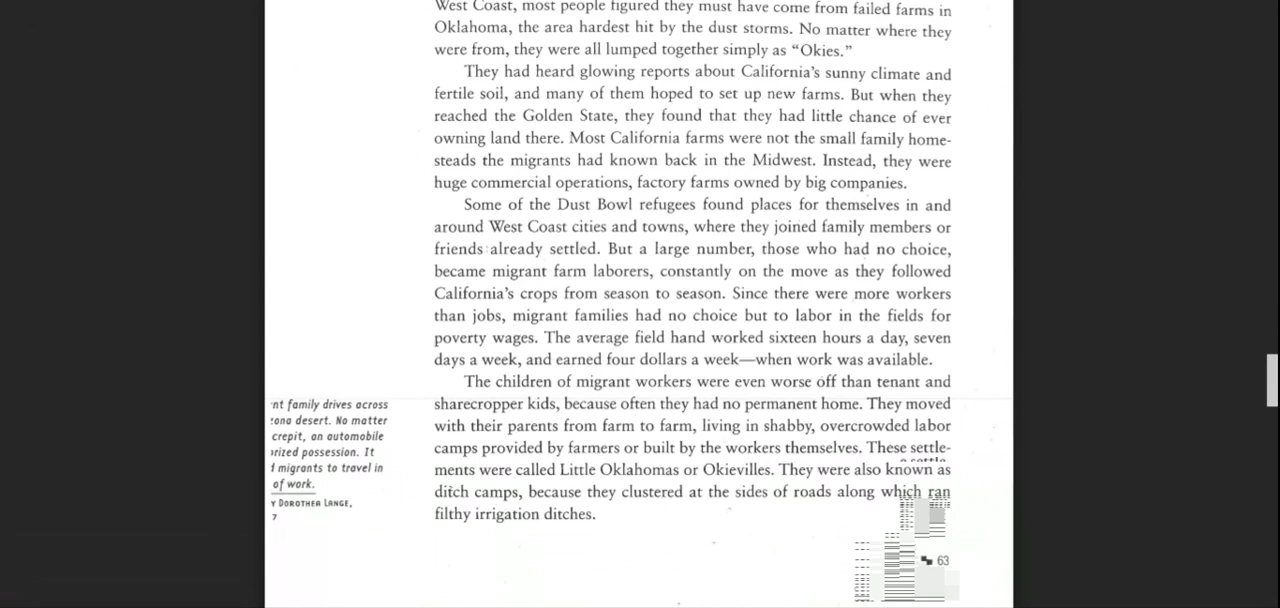 West Coast, most people figured they must have come from failed farms in
Oklahoma, the area hardest hit by the dust storms. No matter where they
were from, they were all lumped together simply as “Okies.”
They had heard glowing reports about California’s sunny climate and
fertile soil, and many of them hoped to set up new farms. But when they
reached the Golden State, they found that they had little chance of ever
owning land there. Most California farms were not the small family home-
steads the migrants had known back in the Midwest. Instead, they were
huge commercial operations, factory farms owned by big companies.
Some of the Dust Bowl refugees found places for themselves in and
around West Coast cities and towns, where they joined family members or
friends already settled. But a large number, those who had no choice,
became migrant farm laborers, constantly on the move as they followed
California’s crops from season to season. Since there were more workers
than jobs, migrant families had no choice but to labor in the fields for
poverty wages. The average field hand worked sixteen hours a day, seven
days a week, and earned four dollars a week—when work was available.
The children of migrant workers were even worse off than tenant and
sharecropper kids, because often they had no permanent home. They moved
with their parents from farm to farm, living in shabby, overcrowded labor
camps provided by farmers or built by the workers themselves. These settle-
ments were called Little Oklahomas or Okievilles. They were also known as
ditch camps, because they clustered at the sides of roads along which ran
filthy irrigation ditches.
nt family drives across
ona desert. No matter
crepit, an automobile
rized possession. It
migrants to travel in
of work.
Y DOROTHEA LANGE,
7
63